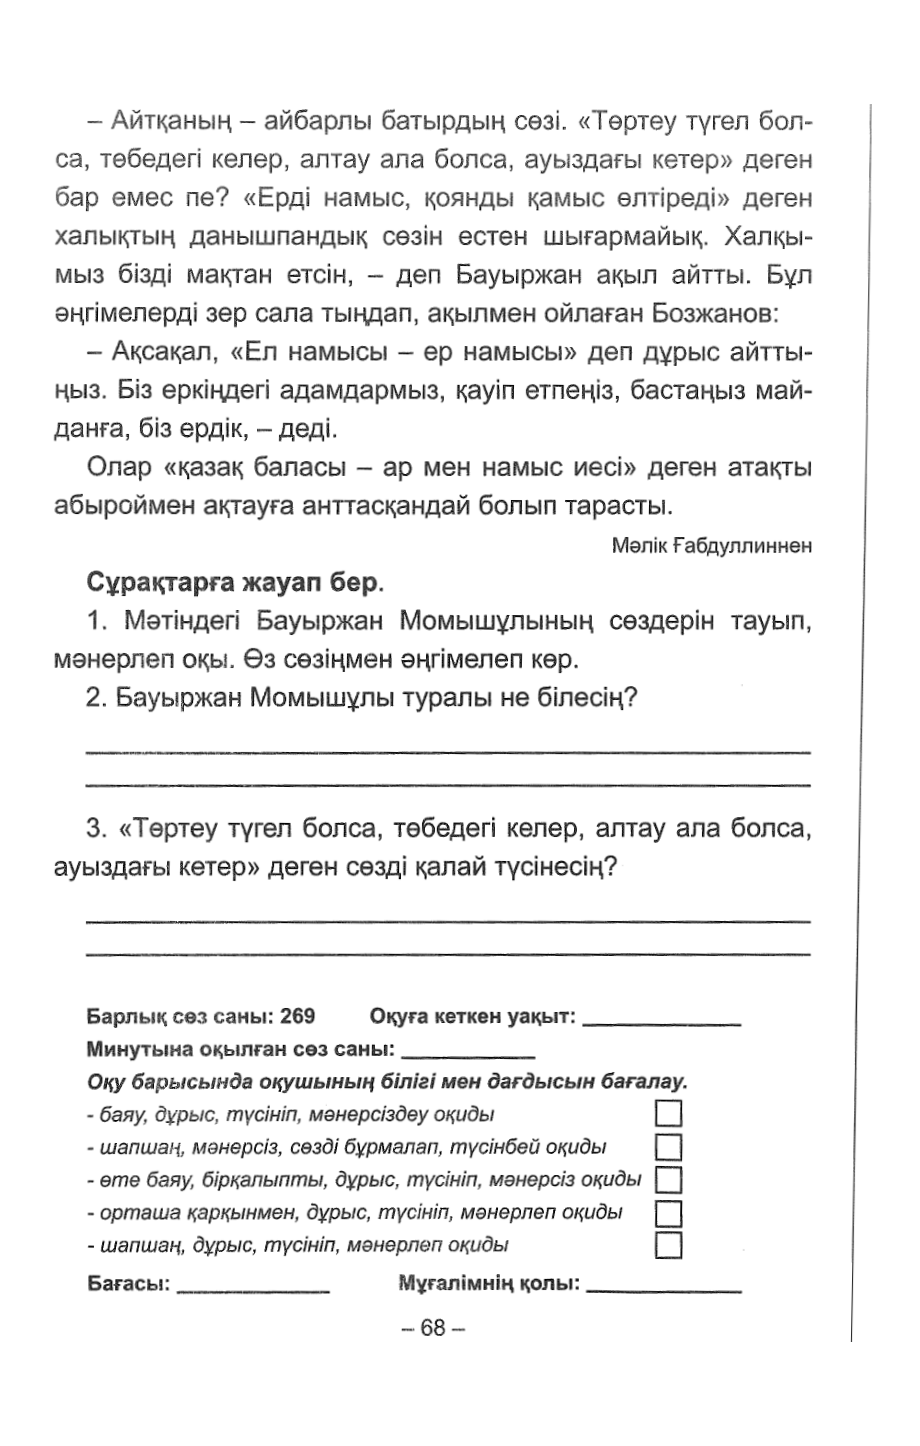 – Айтқаның – айбарлы батырдың сөзі. «Төртеу түгел бол-
са, төбедегі келер, алтау ала болса, ауыздағы кетер» деген
бар емес пе? «Ерді намыс, қоянды қамыс өлтіреді» деген
халықтың данышпандық сөзін естен шығармайық. Халқы-
мыз бізді мақтан етсін, – деп Бауыржан ақыл айтты. Бұл
әңгімелерді зер сала тыңдап, ақылмен ойлаған Бозжанов:
– Ақсақал, «Ел намысы – ер намысы» деп дұрыс айтты-
ңыз. Біз еркіңдегі адамдармыз, қауіп етпеңіз, бастаңыз май-
данға, біз ердік, – деді.
Олар «қазақ баласы – ар мен намыс иесі» деген атақты
абыроймен ақтауға анттасқандай болып тарасты.
Мәлік Ғабдуллиннен
Сұрақтарға жауап бер.
1. Мәтіндегі Бауыржан Момышұлының сөздерін тауып,
мәнерлеп оқы. Өз сөзіңмен әңгімелеп көр.
2. Бауыржан Момышұлы туралы не білесің?
3. «Төртеу түгел болса, төбедегі келер, алтау ала болса,
ауыздағы кетер» деген сөзді қалай түсінесің?
Барлық сөз саны: 269 Оқуға кеткен уақыт: ____________
Минутына оқылған сөз саны: __________
Оқу барысында оқушының білігі мен дағдысын бағалау.
- баяу, дұрыс, түсініп, мәнерсіздеу оқиды
- шапшаң, мәнерсіз, сөзді бұрмалап, түсінбей оқиды
- өте баяу, бірқалыпты, дұрыс, түсініп, мәнерсіз оқиды
- орташа қарқынмен, дұрыс, түсініп, мәнерлеп оқиды
- шапшаң, дұрыс, түсініп, мәнерлеп оқиды
Бағасы: ____________ Мұғалімнің қолы: ____________
– 68 –